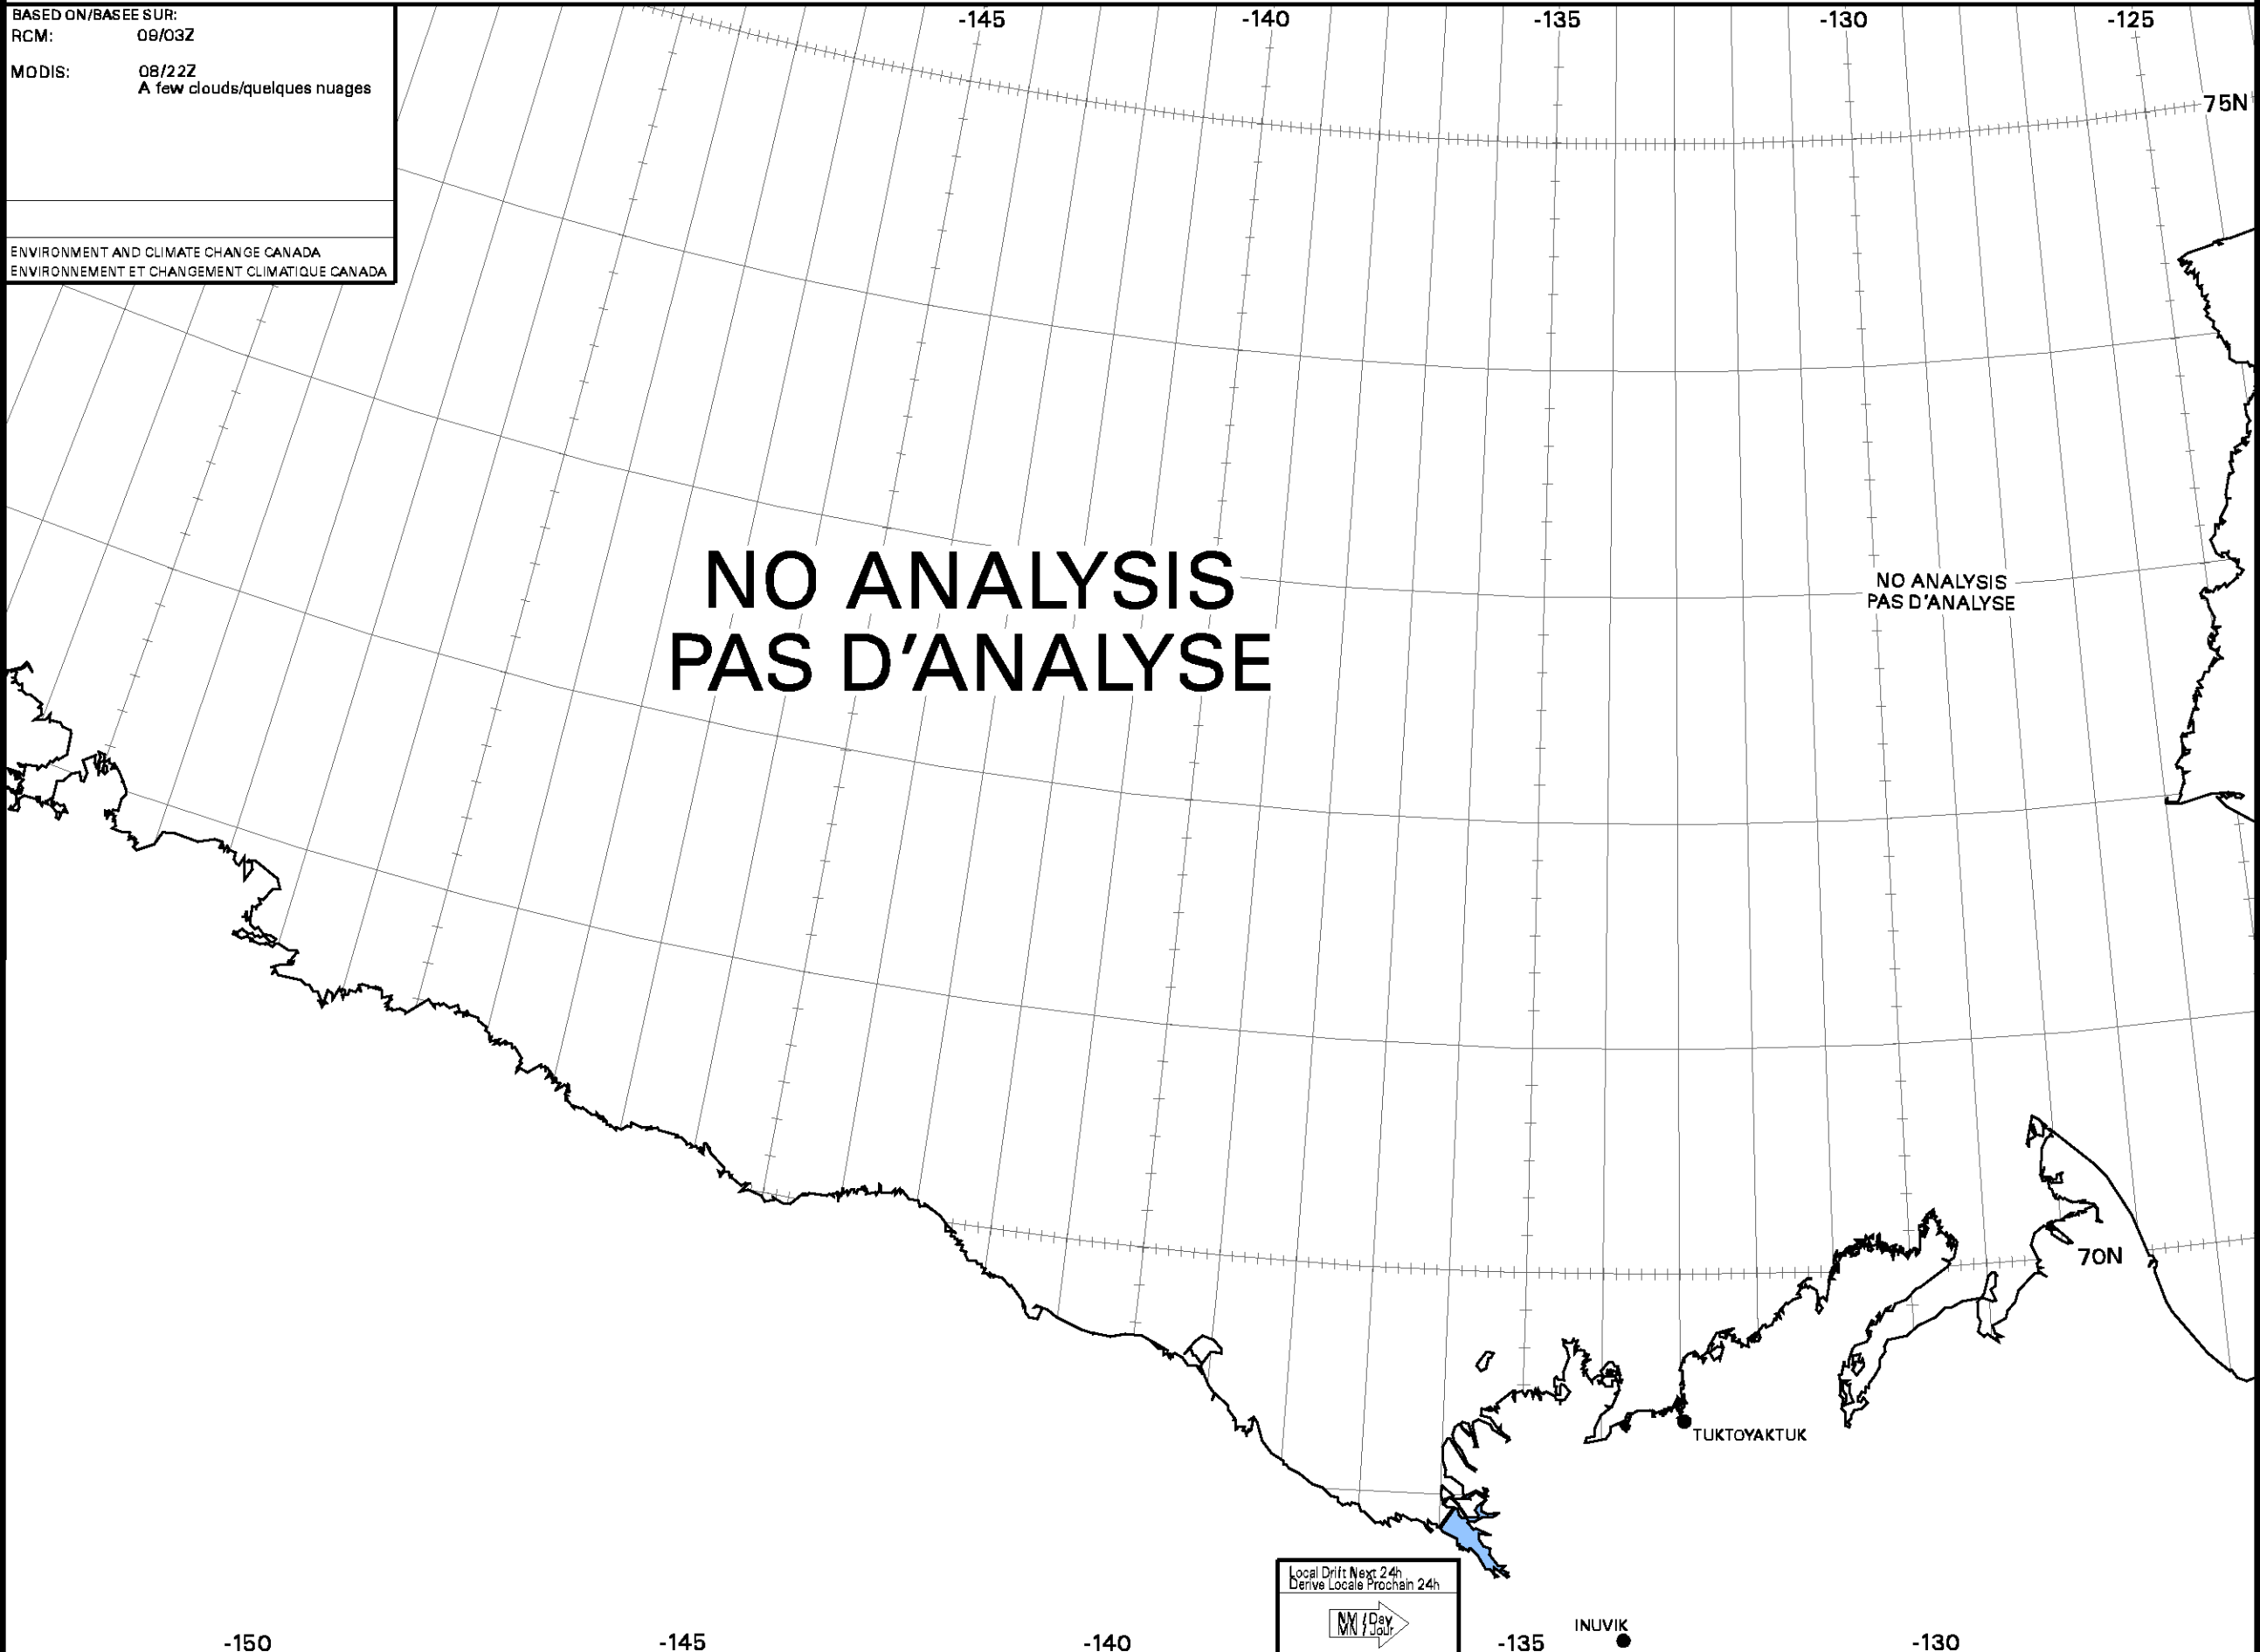 BASED ON/BASEE SUR:
RCM: 09/03Z
MODIS: 08/22Z
A few clouds/quelques nuages
ENVIRONMENT AND CLIMATE CHANGE CANADA
ENVIRONNEMENT ET CHANGEMENT CLIMATIQUE CANADA
-145 -140 -135 -130 -125
75N
NO ANALYSIS
PAS D'ANALYSE
NO ANALYSIS
PAS D'ANALYSE
70N
TUKTOYAKTUK
Local Drift Next 24h
Derive Locale Prochain 24h
NM / Day
MN / Jour
INUVIK
-150 -145 -140 -135 -130